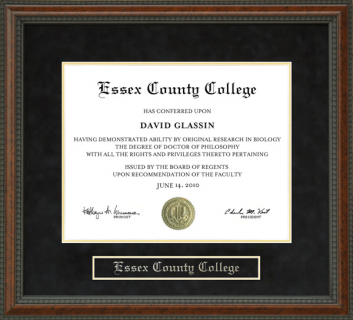 Essex County College
HAS CONFERRED UPON
DAVID GLASSIN
HAVING DEMONSTRATED ABILITY BY ORIGINAL RESEARCH IN BIOLOGY
THE DEGREE OF DOCTOR OF PHILOSOPHY
WITH ALL THE RIGHTS AND PRIVILEGES THERETO PERTAINING
ISSUED BY THE BOARD OF REGENTS
UPON RECOMMENDATION OF THE FACULTY
JUNE 14, 2010
PROVOST
PRESIDENT
Essex County College